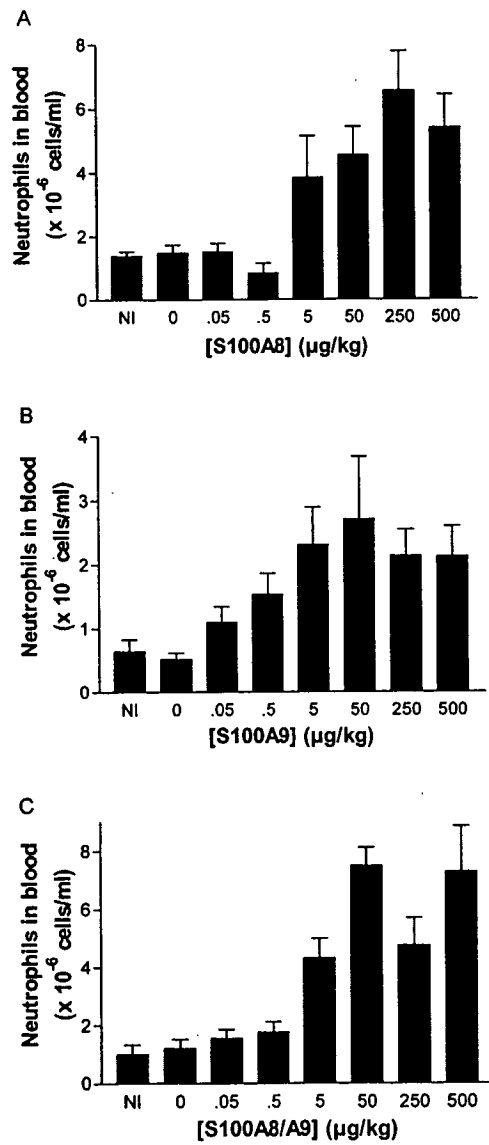 A
Neutrophils in blood
(x 10-6 cells/ml)
8
6
4
2
0
NI 0 .05 .5 5 50 250 500
[S100A8] (µg/kg)
B
Neutrophils in blood
(x 10-6 cells/ml)
4
3
2
1
0
NI 0 .05 .5 5 50 250 500
[S100A9] (µg/kg)
C
Neutrophils in blood
(x 10-6 cells/ml)
8
6
4
2
0
NI 0 .05 .5 5 50 250 500
[S100A8/A9] (µg/kg)